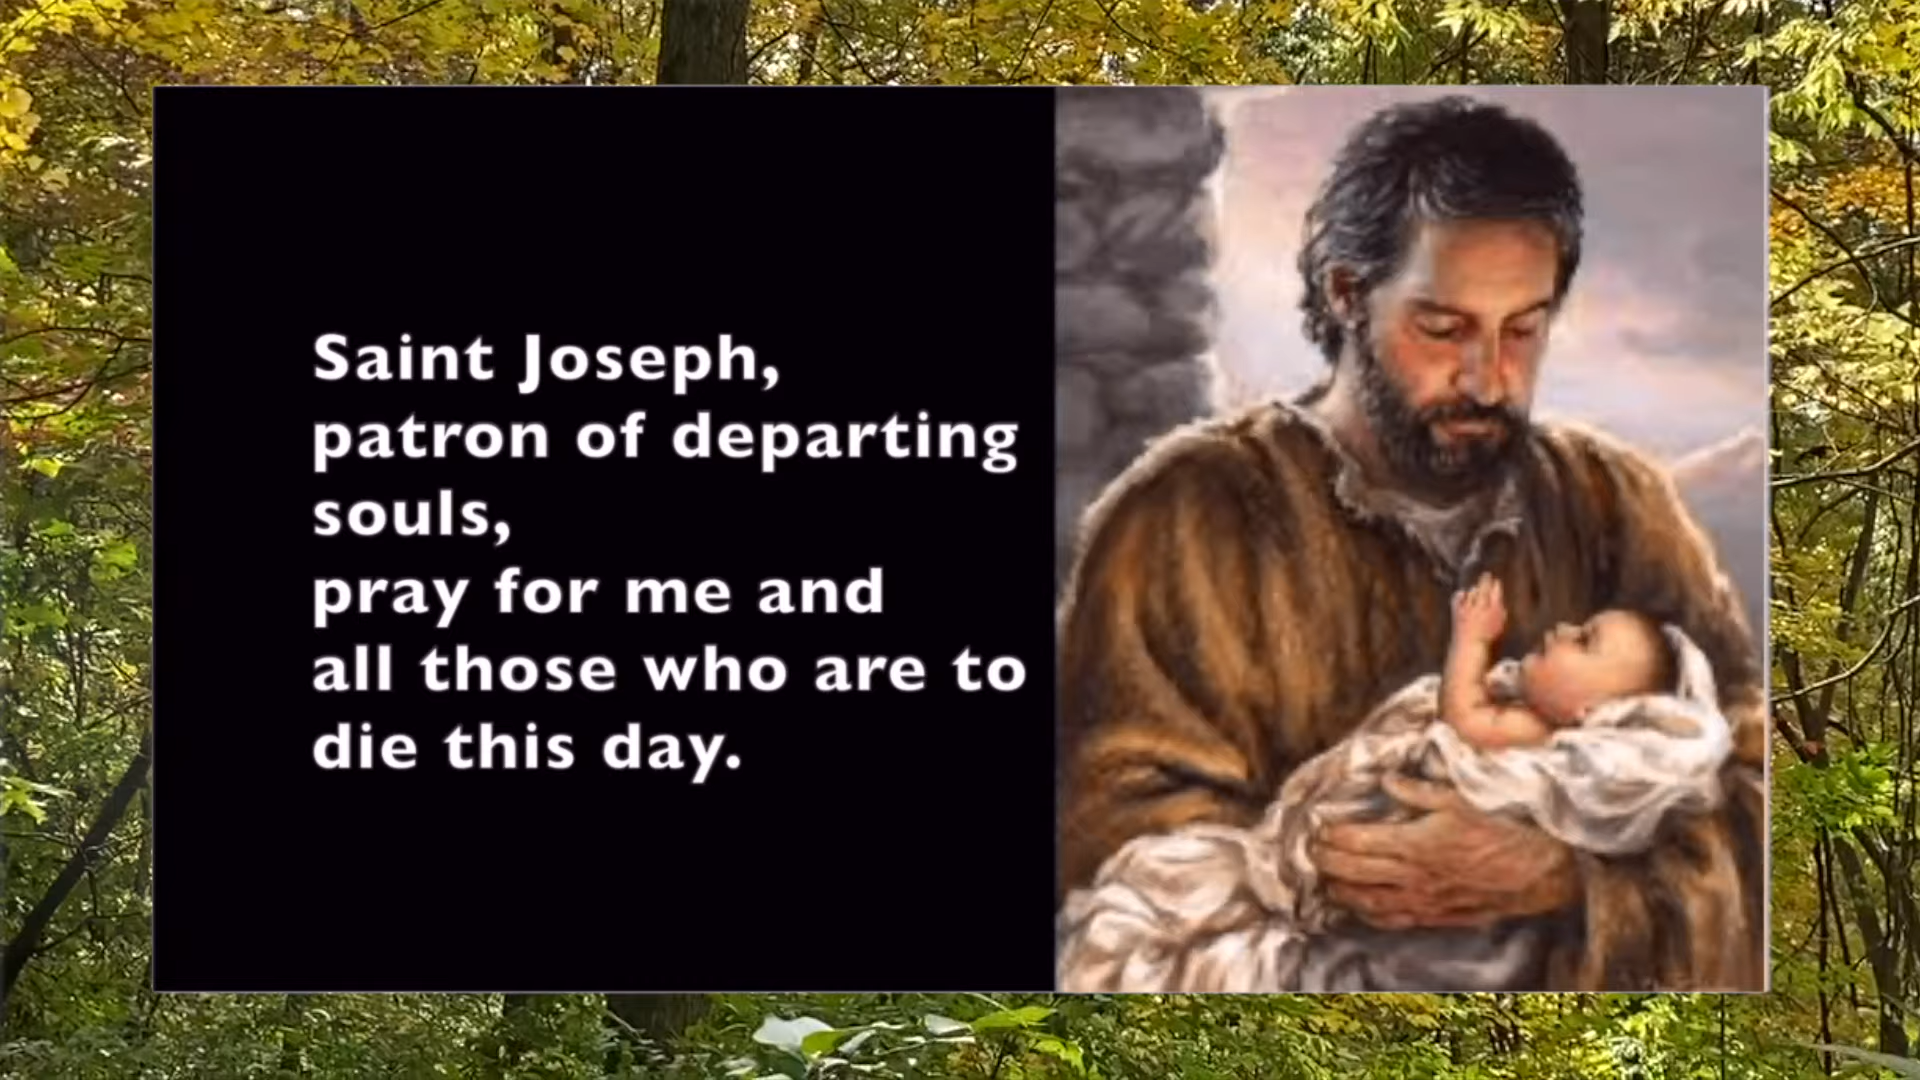 Saint Joseph,
patron of departing
souls,
pray for me and
all those who are to
die this day.